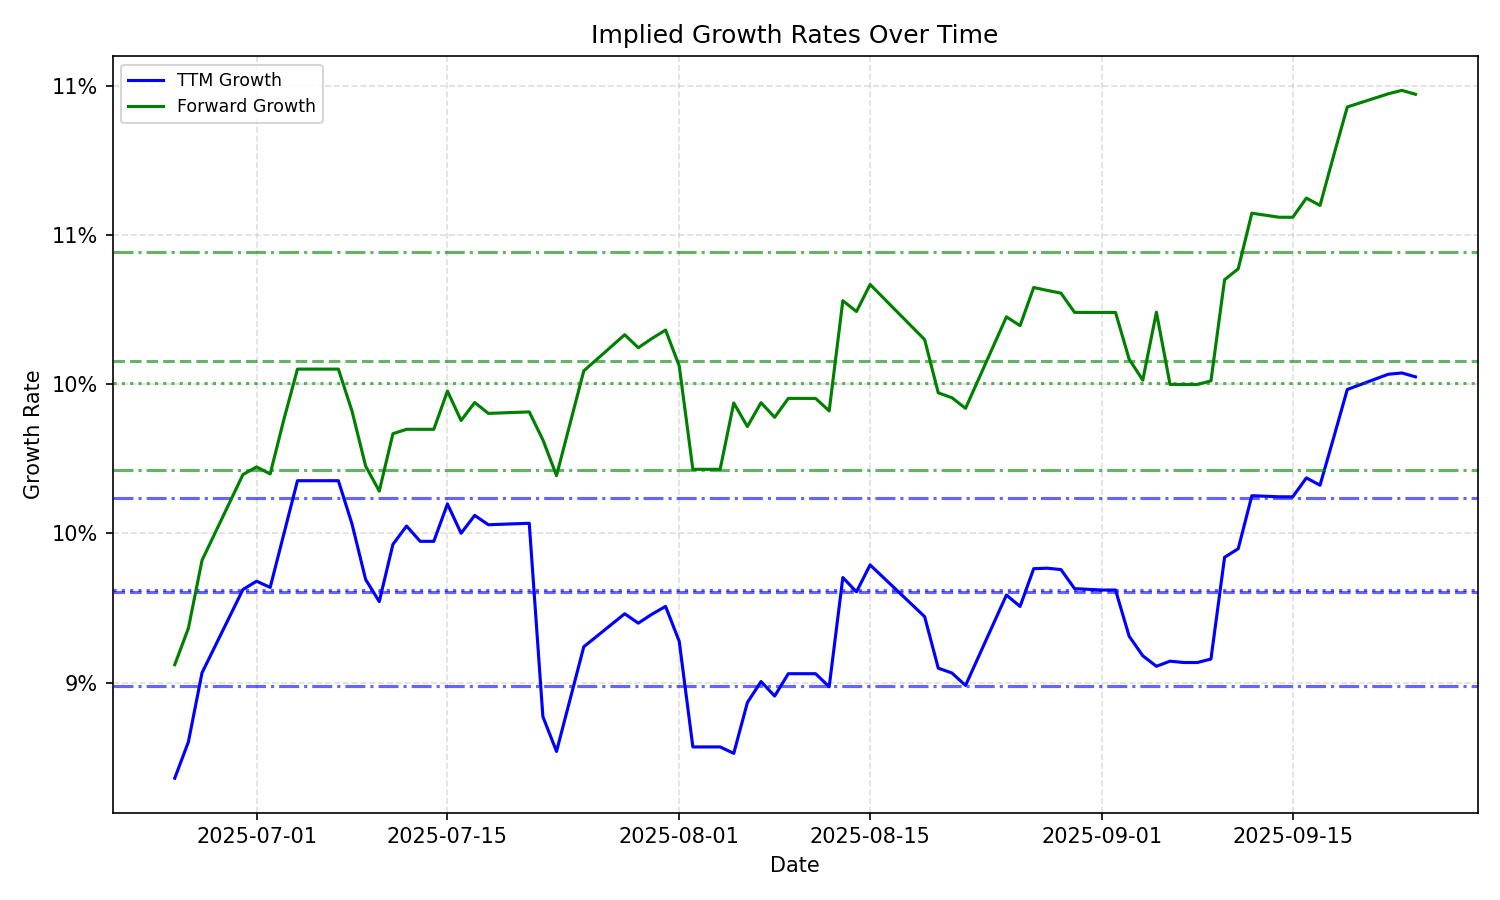 Implied Growth Rates Over Time
TTM Growth
Forward Growth
11%
11%
10%
10%
9%
Growth Rate
2025-07-01
2025-07-15
2025-08-01
2025-08-15
2025-09-01
2025-09-15
Date